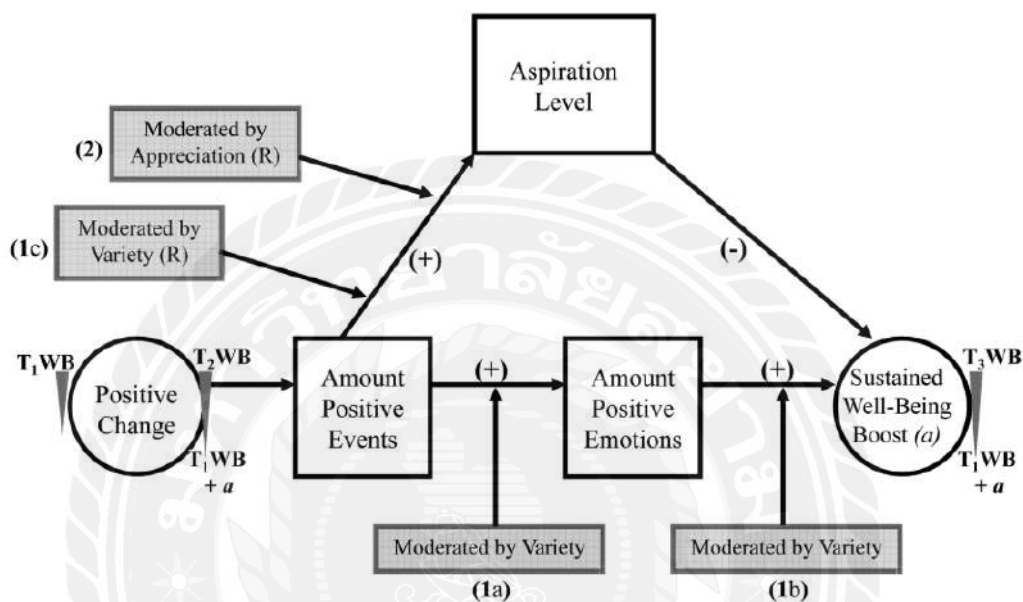 Aspiration
Level
(2)
Moderated by
Appreciation (R)
(1c)
Moderated by
Variety (R)
(+)
(-)
T₁WB
Positive
Change
T₂WB
T₁WB
+ a
Amount
Positive
Events
(+)
Amount
Positive
Emotions
(+)
Sustained
Well-Being
Boost (a)
T₃WB
T₁WB
+ a
Moderated by Variety
(1a)
Moderated by Variety
(1b)